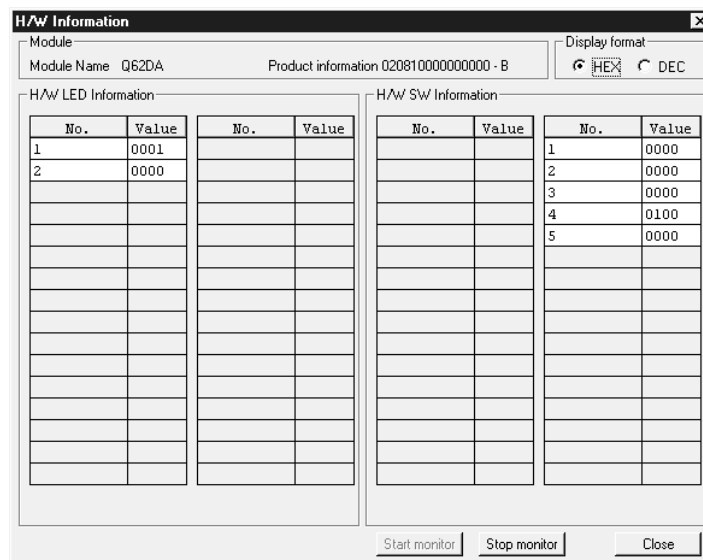 H/W Information
Module
Display format
Module Name Q62DA Product information 020810000000000 - B
HEX DEC
H/W LED Information
H/W SW Information
No. Value No. Value No. Value No. Value
1 0001 1 0000
2 0000 2 0000
3 0000
4 0100
5 0000
Start monitor Stop monitor Close